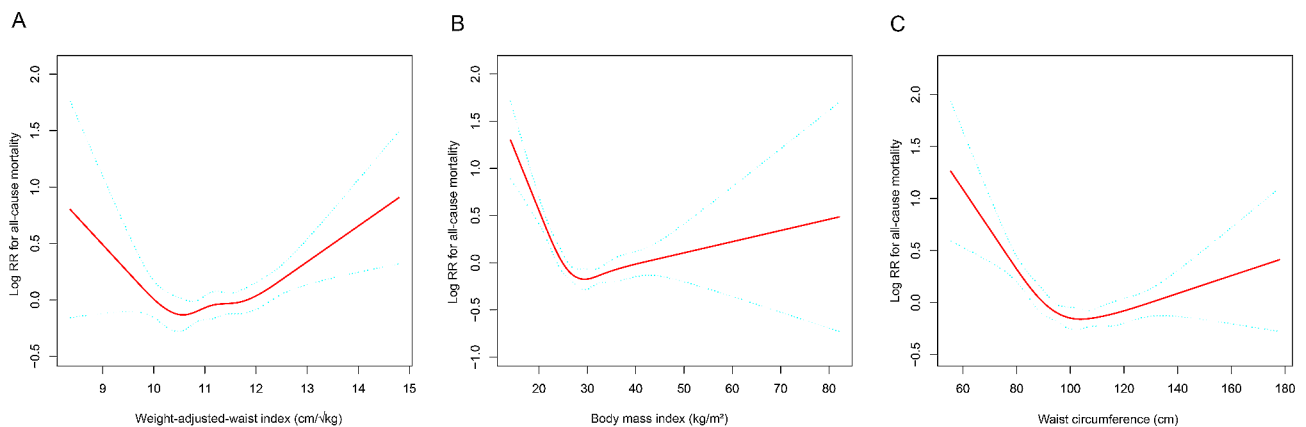 A
Log RR for all-cause mortality
2.0
1.5
1.0
0.5
0.0
−0.5
9 10 11 12 13 14 15
Weight-adjusted-waist index (cm/√kg)
B
Log RR for all-cause mortality
2.0
1.5
1.0
0.5
0.0
−0.5
−1.0
20 30 40 50 60 70 80
Body mass index (kg/m²)
C
Log RR for all-cause mortality
2.0
1.5
1.0
0.5
0.0
−0.5
60 80 100 120 140 160 180
Waist circumference (cm)